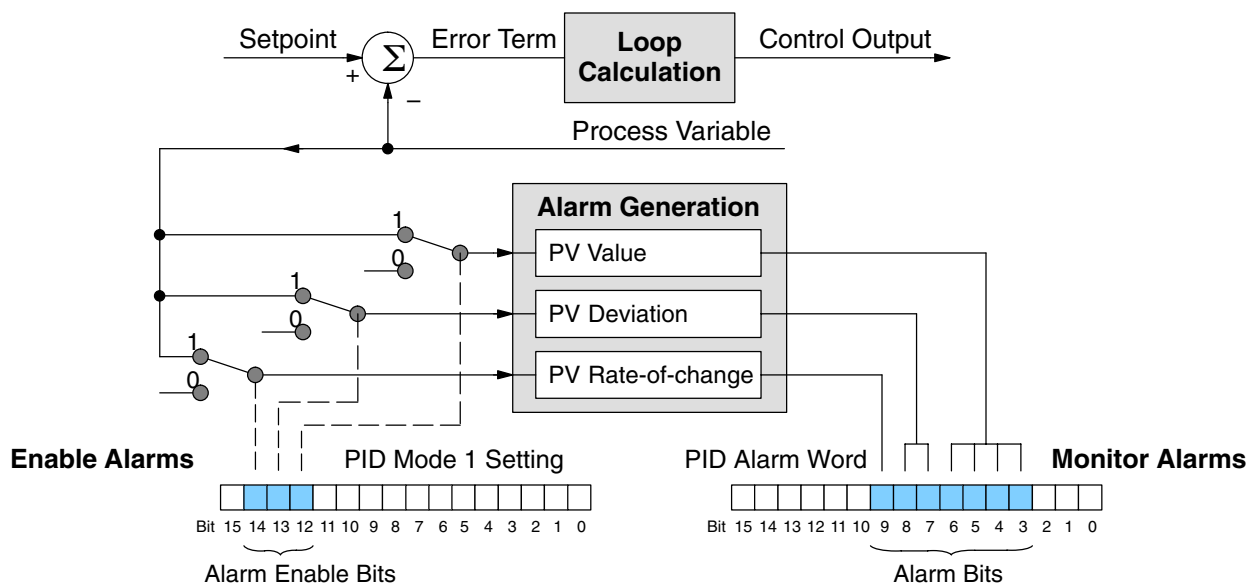 Setpoint
Error Term
Loop
Calculation
Control Output
+
Σ
−
Process Variable
Alarm Generation
1
0
PV Value
1
0
PV Deviation
1
0
PV Rate-of-change
Enable Alarms
PID Mode 1 Setting
PID Alarm Word
Monitor Alarms
Bit 15 14 13 12 11 10 9 8 7 6 5 4 3 2 1 0
Bit 15 14 13 12 11 10 9 8 7 6 5 4 3 2 1 0
Alarm Enable Bits
Alarm Bits